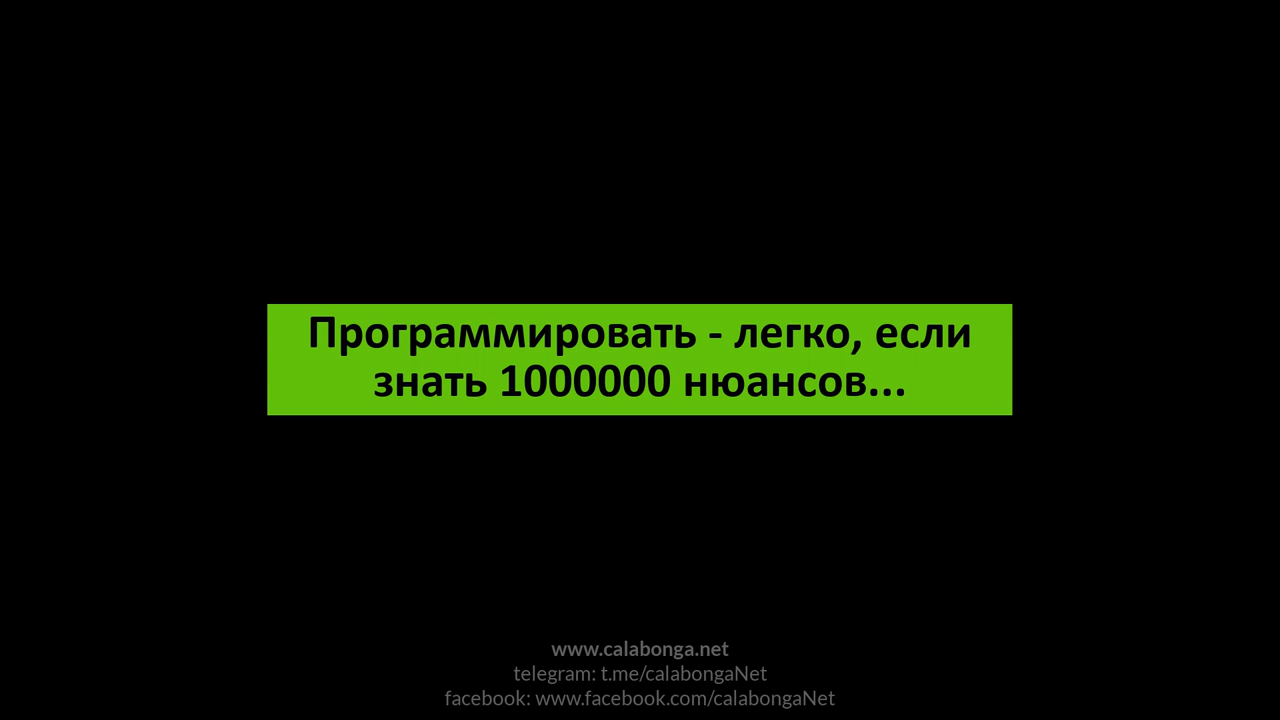 Программировать - легко, если
знать 1000000 нюансов...
www.calabonga.net
telegram: t.me/calabongaNet
facebook: www.facebook.com/calabongaNet